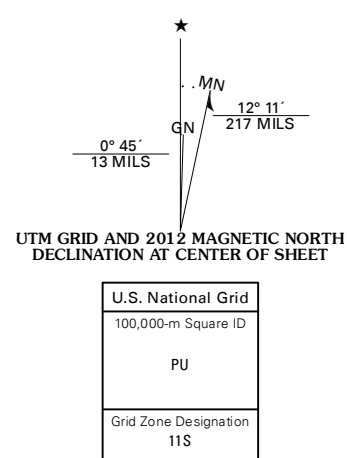 MN
GN
12° 11´
217 MILS
0° 45´
13 MILS
UTM GRID AND 2012 MAGNETIC NORTH
DECLINATION AT CENTER OF SHEET
U.S. National Grid
100,000-m Square ID
PU
Grid Zone Designation
11S